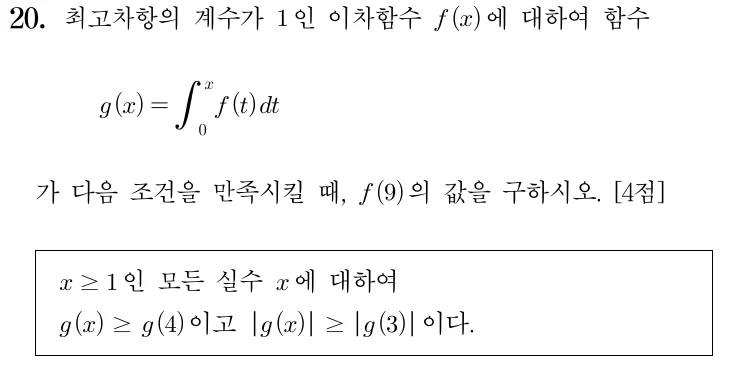 20. 최고차항의 계수가 1인 이차함수 f(x)에 대하여 함수
g(x) = ∫₀ˣ f(t)dt
가 다음 조건을 만족시킬 때, f(9)의 값을 구하시오. [4점]
x ≥ 1인 모든 실수 x에 대하여
g(x) ≥ g(4)이고 |g(x)| ≥ |g(3)|이다.